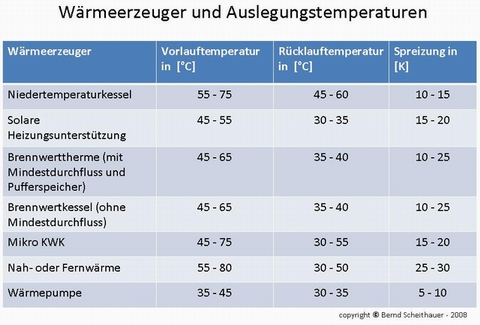 Wärmeerzeuger und Auslegungstemperaturen
Wärmeerzeuger Vorlauftemperatur Rücklauftemperatur Spreizung in
in [°C] in [°C] [K]
Niedertemperaturkessel 55 - 75 45 - 60 10 - 15
Solare 45 - 55 30 - 35 15 - 20
Heizungsunterstützung
Brennwerttherme (mit 45 - 65 35 - 40 10 - 25
Mindestdurchfluss und
Pufferspeicher)
Brennwertkessel (ohne 45 - 65 35 - 40 10 - 25
Mindestdurchfluss)
Mikro KWK 45 - 75 30 - 55 15 - 20
Nah- oder Fernwärme 55 - 80 30 - 50 25 - 30
Wärmepumpe 35 - 45 30 - 35 5 - 10
copyright © Bernd Scheithauer - 2008